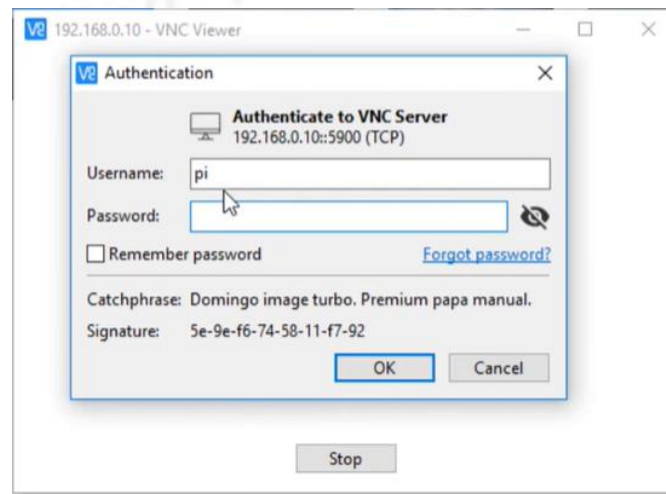 192.168.0.10 - VNC Viewer
Authentication
Authenticate to VNC Server
192.168.0.10::5900 (TCP)
Username: pi
Password:
Remember password Forgot password?
Catchphrase: Domingo image turbo. Premium papa manual.
Signature: 5e-9e-f6-74-58-11-f7-92
OK Cancel
Stop